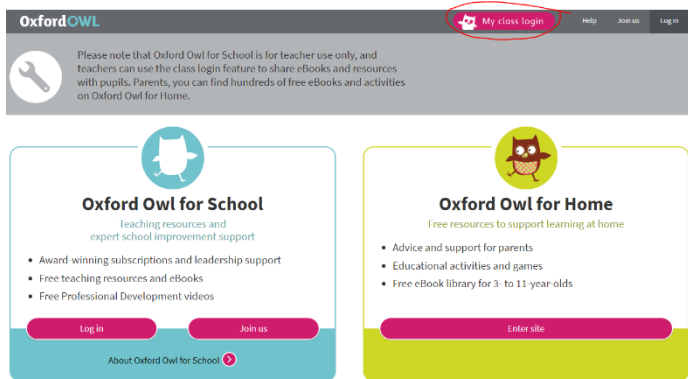 OxfordOWL
My class login
Help
Join us
Log in
Please note that Oxford Owl for School is for teacher use only, and
teachers can use the class login feature to share eBooks and resources
with pupils. Parents, you can find hundreds of free eBooks and activities
on Oxford Owl for Home.
Oxford Owl for School
Teaching resources and
expert school improvement support
• Award-winning subscriptions and leadership support
• Free teaching resources and eBooks
• Free Professional Development videos
Log in
Join us
About Oxford Owl for School
Oxford Owl for Home
Free resources to support learning at home
• Advice and support for parents
• Educational activities and games
• Free eBook library for 3- to 11-year-olds
Enter site